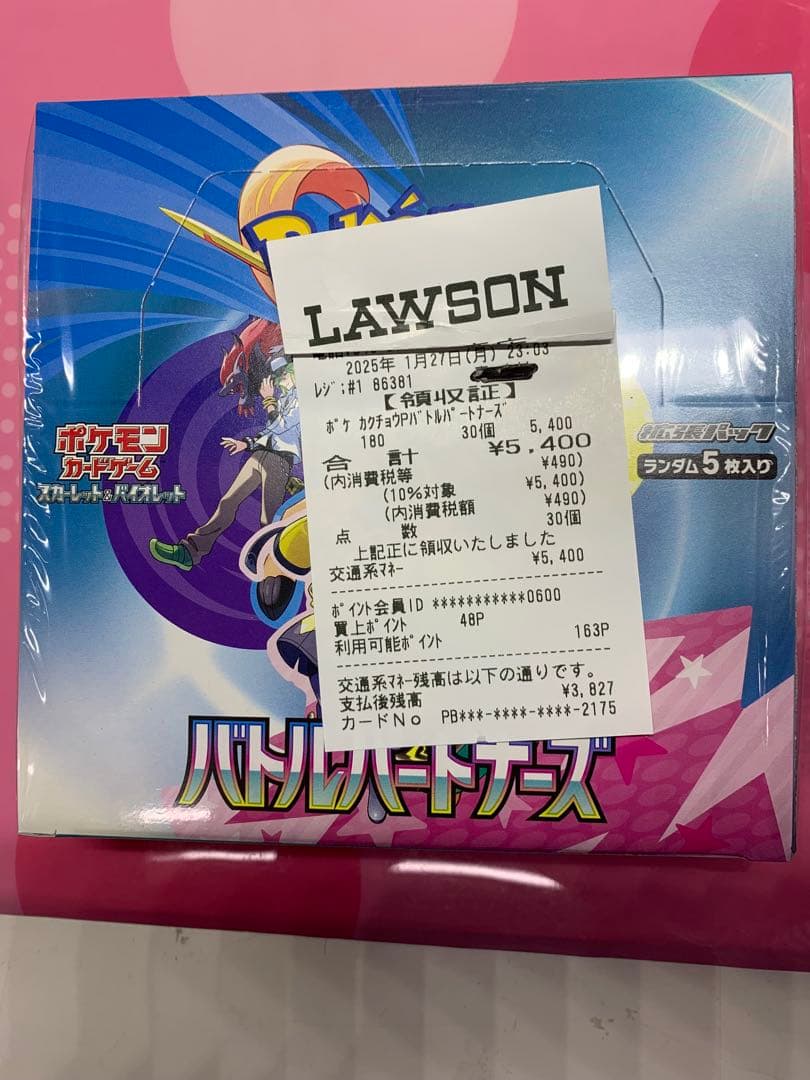 LAWSON
2025年 1月27日(月) 23:03
レジ:#1 86381
【領収証】
ポケ カクチョウPバトルパートナーズ
180 30個 5,400
合 計 ¥5,400
(内消費税等 ¥490)
(10%対象 ¥5,400)
(内消費税額 ¥490)
点 数 30個
上記正に領収いたしました
交通系マネー ¥5,400
ポイント会員ID ***********0600
買上ポイント 48P
利用可能ポイント 163P
交通系マネー残高は以下の通りです。
支払後残高 ¥3,827
カードNo PB***-****-****-2175
ポケモン
カードゲーム
スカーレット&バイオレット
拡張パック
ランダム5枚入り
バトルパートナーズ